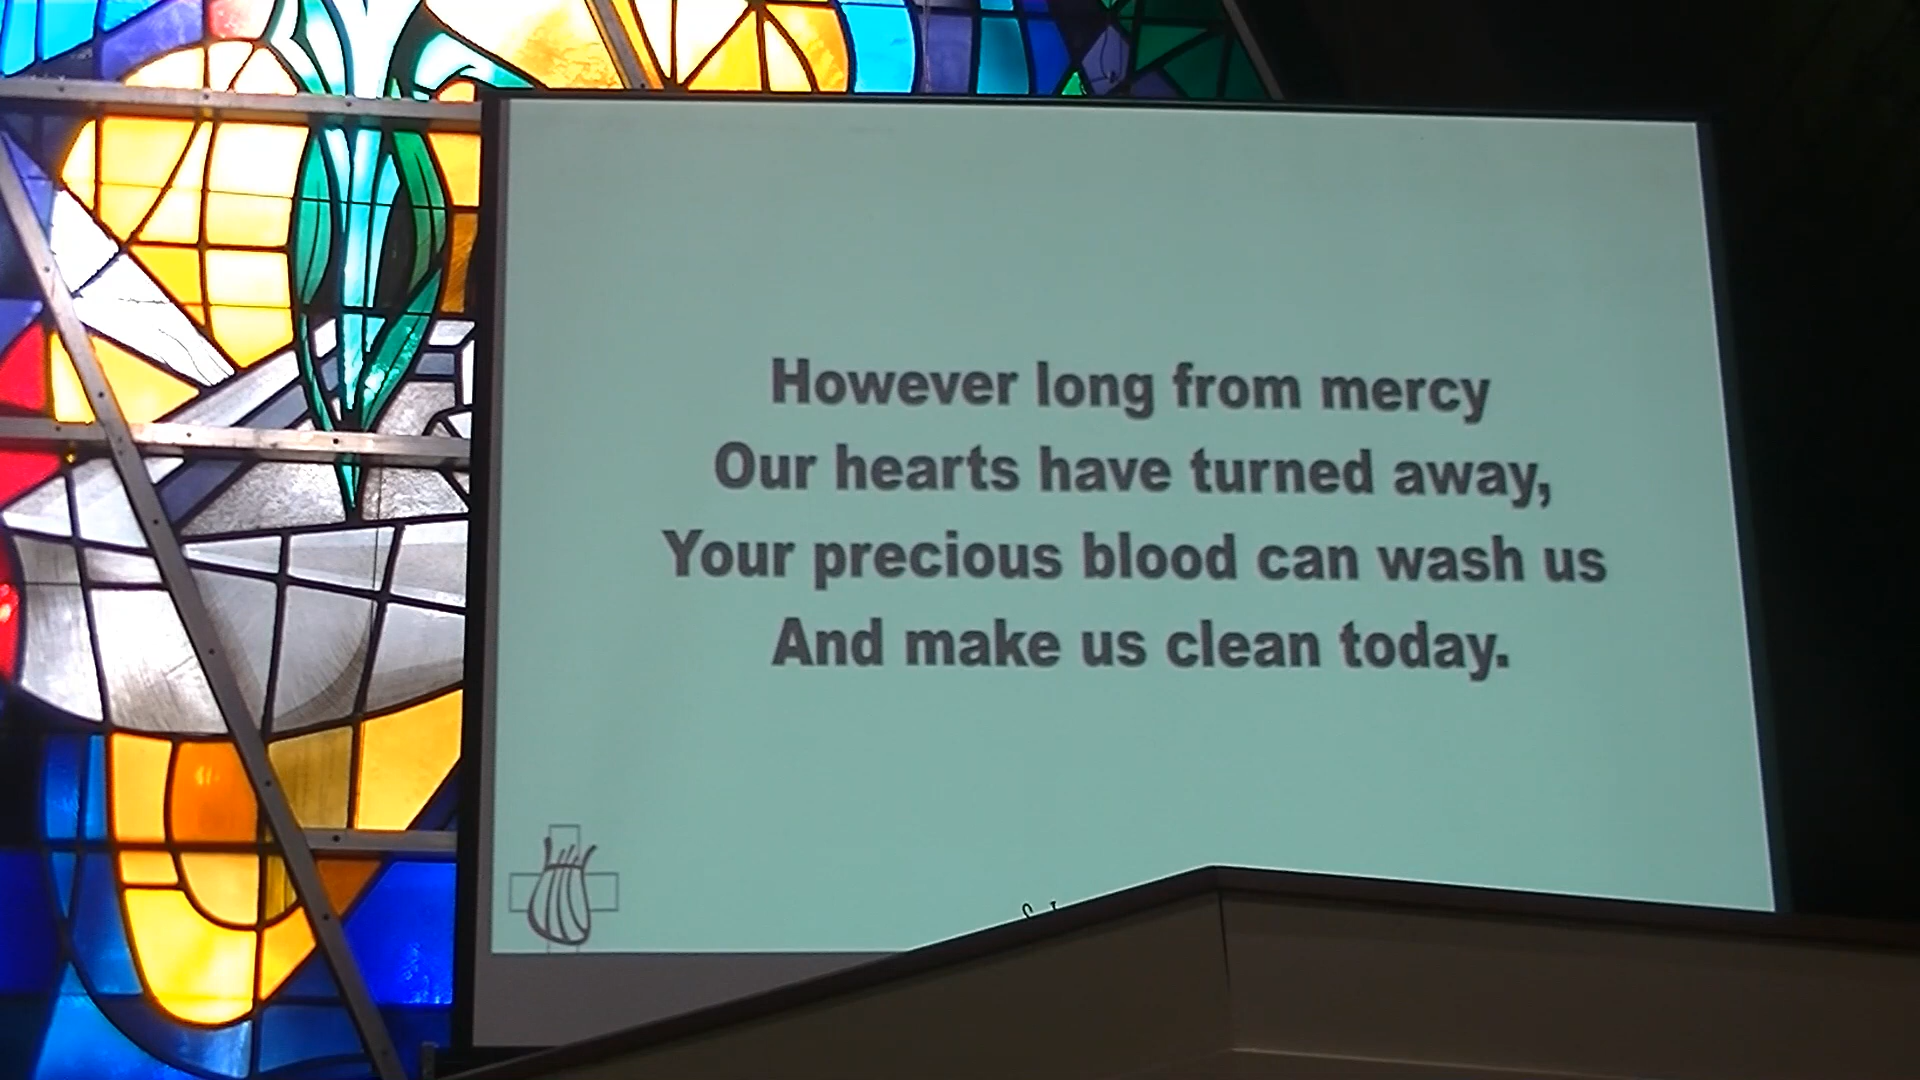 However long from mercy
Our hearts have turned away,
Your precious blood can wash us
And make us clean today.